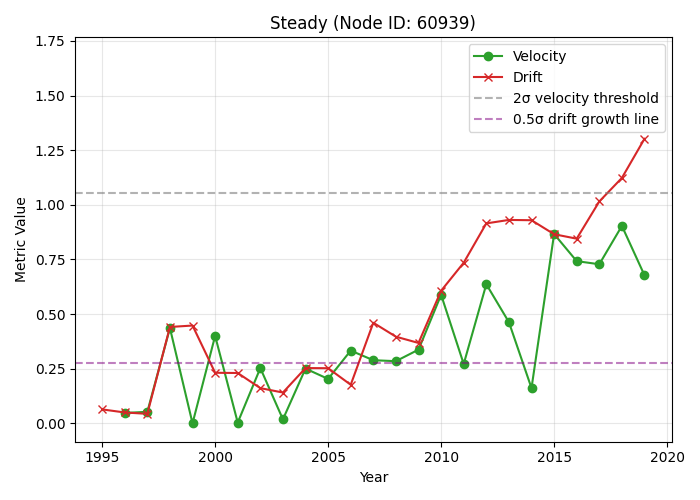 Steady (Node ID: 60939)
Velocity
Drift
2σ velocity threshold
0.5σ drift growth line
Metric Value
1.75
1.50
1.25
1.00
0.75
0.50
0.25
0.00
1995
2000
2005
2010
2015
2020
Year